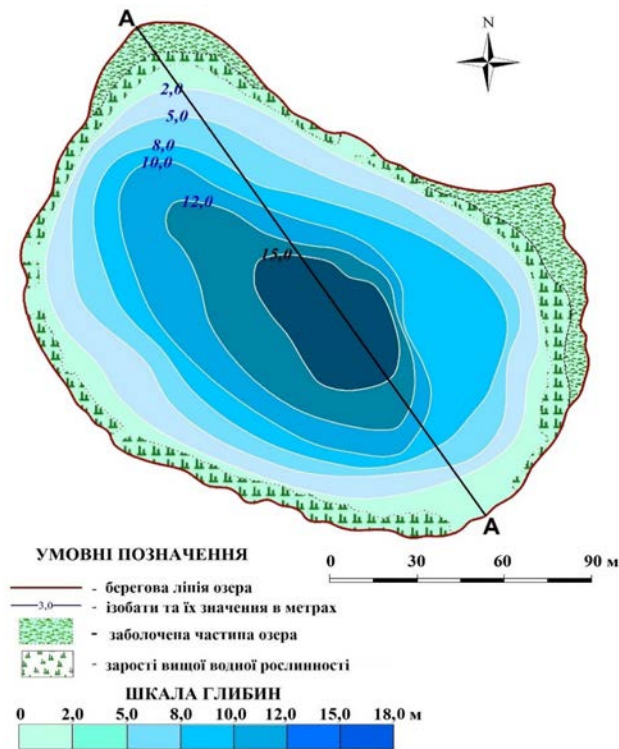 A
N
2,0
5,0
8,0
10,0
12,0
15,0
A
УМОВНІ ПОЗНАЧЕННЯ
0 30 60 90 м
- берегова лінія озера
3,0 - ізобати та їх значення в метрах
- заболочена частина озера
- зарості вищої водної рослинності
ШКАЛА ГЛИБИН
0 2,0 5,0 8,0 10,0 12,0 15,0 18,0 м